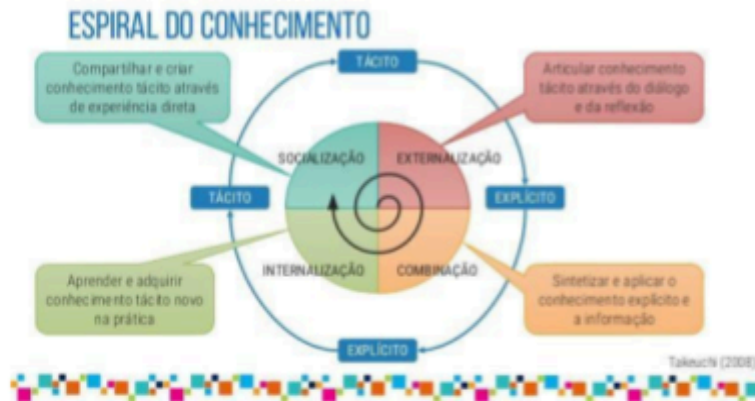 ESPIRAL DO CONHECIMENTO
TÁCITO
Compartilhar e criar
conhecimento tácito através
de experiência direta
Articular conhecimento
tácito através do diálogo
e da reflexão
SOCIALIZAÇÃO
EXTERNALIZAÇÃO
TÁCITO
EXPLÍCITO
INTERNALIZAÇÃO
COMBINAÇÃO
Aprender e adquirir
conhecimento tácito novo
na prática
Sintetizar e aplicar o
conhecimento explícito e
a informação
EXPLÍCITO
Takeuchi (2008)